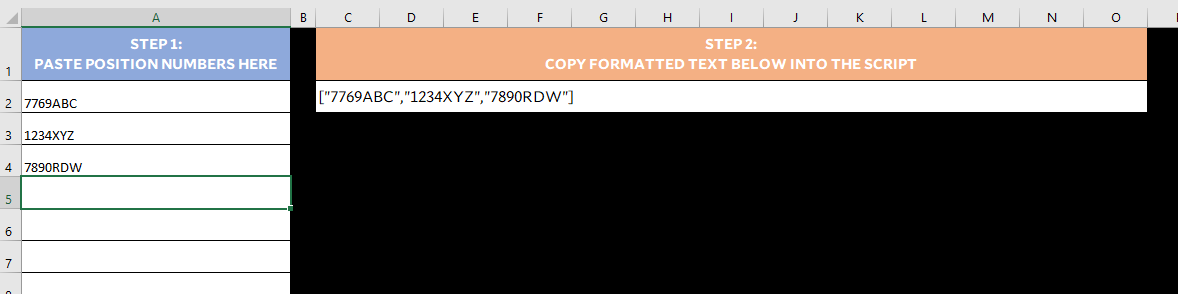 A B C D E F G H I J K L M N O
1 STEP 1: STEP 2:
PASTE POSITION NUMBERS HERE COPY FORMATTED TEXT BELOW INTO THE SCRIPT
2 7769ABC ["7769ABC","1234XYZ","7890RDW"]
3 1234XYZ
4 7890RDW
5
6
7